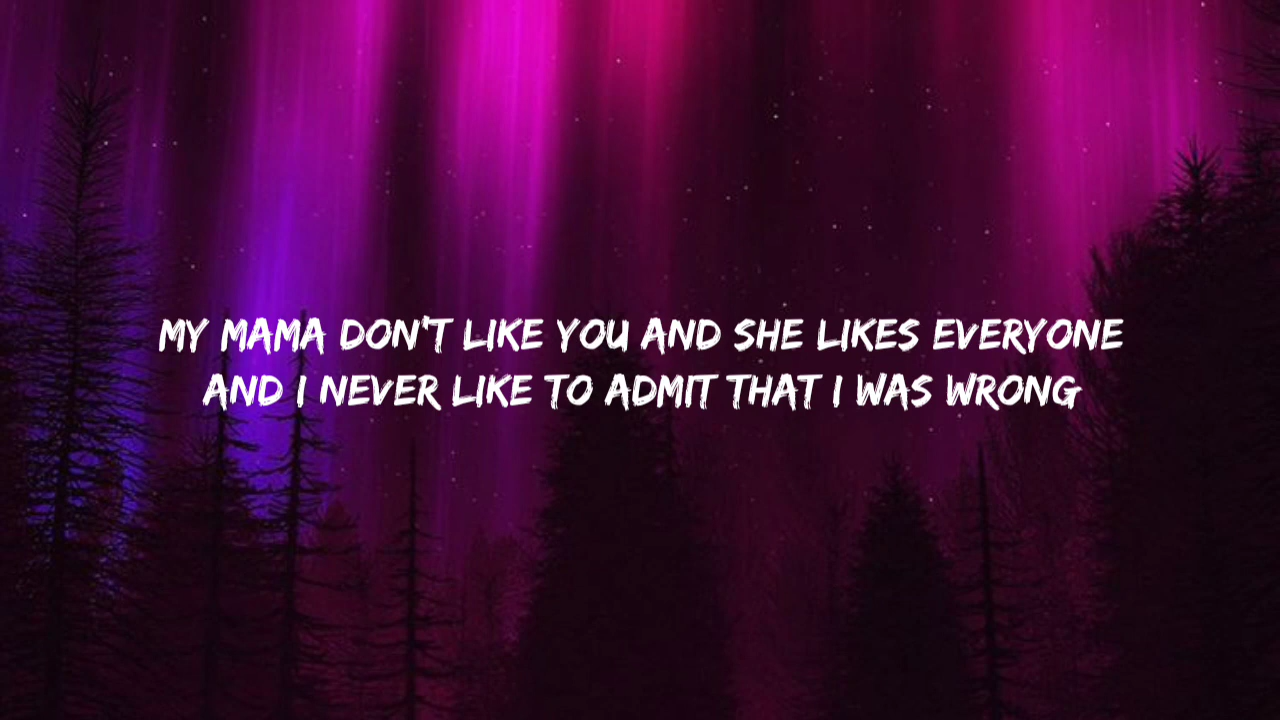 MY MAMA DON'T LIKE YOU AND SHE LIKES EVERYONE
AND I NEVER LIKE TO ADMIT THAT I WAS WRONG